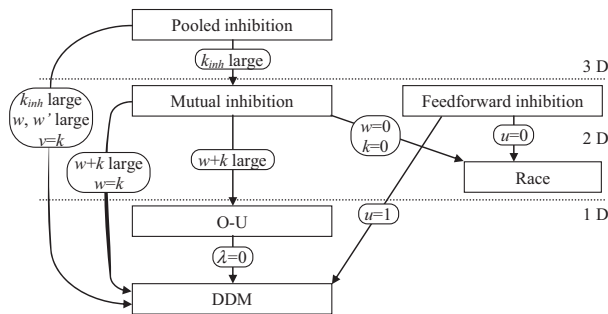 Pooled inhibition
k_inh large
3 D
k_inh large
w, w' large
v=k
Mutual inhibition
Feedforward inhibition
w=0
k=0
u=0
2 D
w+k large
w=k
w+k large
Race
1 D
O-U
u=1
λ=0
DDM